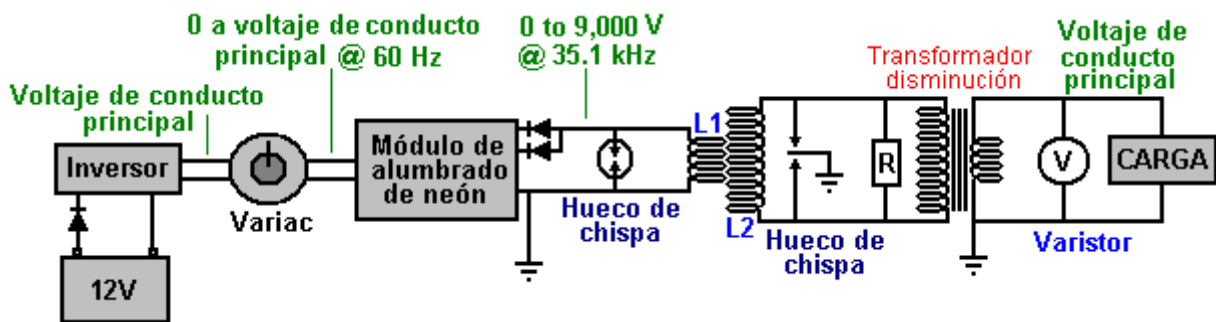 0 a voltaje de conducto
principal @ 60 Hz
0 to 9,000 V
@ 35.1 kHz
Voltaje de
conducto
principal
Transformador
disminución
Voltaje de conducto
principal
L1
Inversor
Módulo de
alumbrado
de neón
R
V
CARGA
Variac
Hueco de
chispa
L2
Hueco de
chispa
Varistor
12V